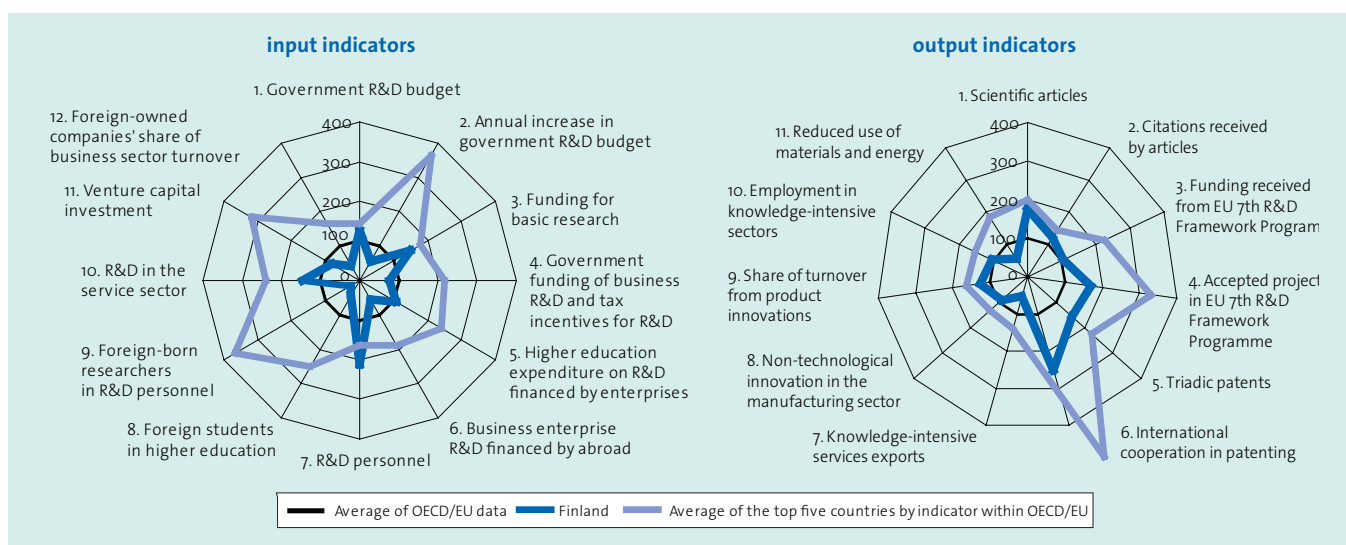 input indicators
1. Government R&D budget
400
300
200
100
0
2. Annual increase in
government R&D budget
3. Funding for
basic research
4. Government
funding of business
R&D and tax
incentives for R&D
5. Higher education
expenditure on R&D
financed by enterprises
6. Business enterprise
R&D financed by abroad
7. R&D personnel
8. Foreign students
in higher education
9. Foreign-born
researchers
in R&D personnel
10. R&D in the
service sector
11. Venture capital
investment
12. Foreign-owned
companies' share of
business sector turnover
output indicators
1. Scientific articles
400
300
200
100
0
2. Citations received
by articles
3. Funding received
from EU 7th R&D
Framework Program
4. Accepted project
in EU 7th R&D
Framework
Programme
5. Triadic patents
6. International
cooperation in patenting
7. Knowledge-intensive
services exports
8. Non-technological
innovation in the
manufacturing sector
9. Share of turnover
from product
innovations
10. Employment in
knowledge-intensive
sectors
11. Reduced use of
materials and energy
Average of OECD/EU data
Finland
Average of the top five countries by indicator within OECD/EU